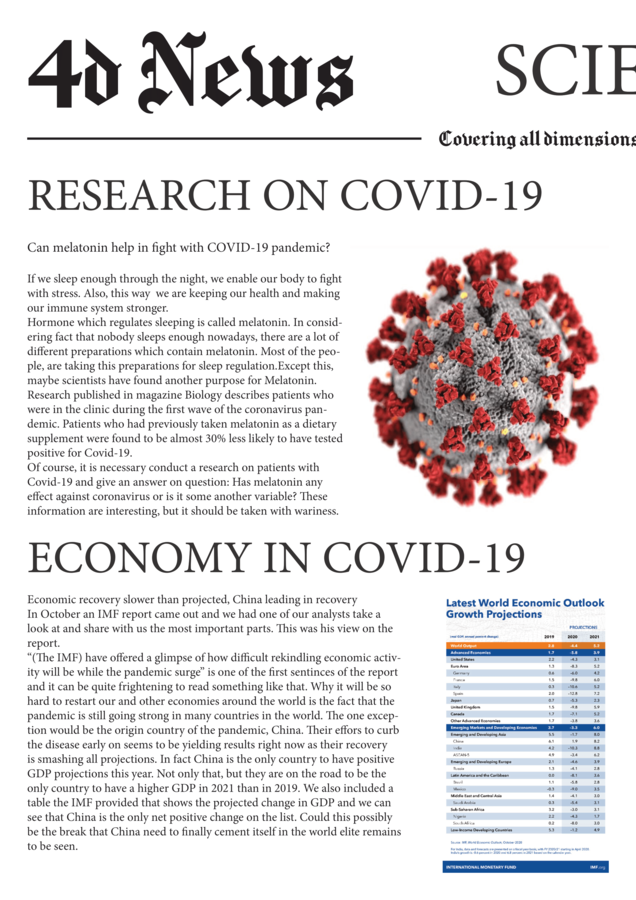 4d News
SCIE
Covering all dimensions
RESEARCH ON COVID-19
Can melatonin help in fight with COVID-19 pandemic?
If we sleep enough through the night, we enable our body to fight
with stress. Also, this way  we are keeping our health and making
our immune system stronger.
Hormone which regulates sleeping is called melatonin. In consid-
ering fact that nobody sleeps enough nowadays, there are a lot of
different preparations which contain melatonin. Most of the peo-
ple, are taking this preparations for sleep regulation.Except this,
maybe scientists have found another purpose for Melatonin.
Research published in magazine Biology describes patients who
were in the clinic during the first wave of the coronavirus pan-
demic. Patients who had previously taken melatonin as a dietary
supplement were found to be almost 30% less likely to have tested
positive for Covid-19.
Of course, it is necessary conduct a research on patients with
Covid-19 and give an answer on question: Has melatonin any
effect against coronavirus or is it some another variable? These
information are interesting, but it should be taken with wariness.
ECONOMY IN COVID-19
Economic recovery slower than projected, China leading in recovery
In October an IMF report came out and we had one of our analysts take a
look at and share with us the most important parts. This was his view on the
report.
“(The IMF) have offered a glimpse of how difficult rekindling economic activ-
ity will be while the pandemic surge” is one of the first sentences of the report
and it can be quite frightening to read something like that. Why it will be so
hard to restart our and other economies around the world is the fact that the
pandemic is still going strong in many countries in the world. The one excep-
tion would be the origin country of the pandemic, China. Their efforts to curb
the disease early on seems to be yielding results right now as their recovery
is smashing all projections. In fact China is the only country to have positive
GDP projections this year. Not only that, but they are on the road to be the
only country to have a higher GDP in 2021 than in 2019. We also included a
table the IMF provided that shows the projected change in GDP and we can
see that China is the only net positive change on the list. Could this possibly
be the break that China need to finally cement itself in the world elite remains
to be seen.
Latest World Economic Outlook
Growth Projections
PROJECTIONS
2019 2020 2021
World Output
Advanced Economies 1.7 -5.8 3.9
United States 2.2 -4.3 3.1
Euro Area 1.3 -8.3 5.2
Germany 0.6 -6.0 4.2
France 1.5 -9.8 6.0
Italy 0.3 -10.6 5.2
Spain 2.0 -12.8 7.2
Japan 0.7 -5.3 2.3
United Kingdom 1.5 -9.8 5.9
Canada 1.7 -7.1 5.2
Other Advanced Economies 1.7 -3.8 3.6
Emerging Markets and Developing Economies 3.7 -3.3 6.0
Emerging and Developing Asia 5.5 -1.7 8.0
China 6.1 1.9 8.2
India 4.2 -10.3 8.8
ASEAN-5 4.9 -3.4 6.2
Emerging and Developing Europe 2.1 -4.6 3.9
Russia 1.3 -4.1 2.8
Latin America and the Caribbean 0.0 -8.1 3.6
Brazil 1.1 -5.8 2.8
Mexico -0.3 -9.0 3.5
Middle East and Central Asia 1.4 -4.1 3.0
Saudi Arabia 0.3 -5.4 3.1
Sub-Saharan Africa 3.2 -3.0 3.1
Nigeria 2.2 -4.3 1.7
South Africa 0.2 -8.0 3.0
Low-Income Developing Countries 5.3 -1.2 4.9
Source: IMF, World Economic Outlook, October 2020
INTERNATIONAL MONETARY FUND
IMF.org